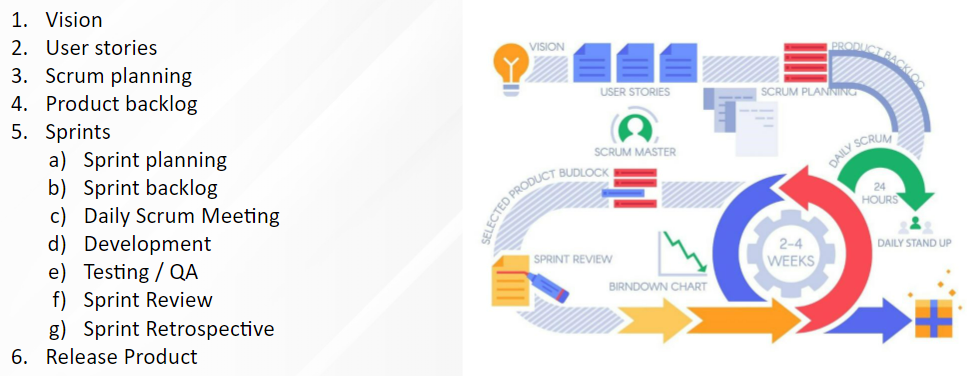 1. Vision
2. User stories
3. Scrum planning
4. Product backlog
5. Sprints
a) Sprint planning
b) Sprint backlog
c) Daily Scrum Meeting
d) Development
e) Testing / QA
f) Sprint Review
g) Sprint Retrospective
6. Release Product
VISION
USER STORIES
SCRUM PLANNING
PRODUCT BACKLOG
SCRUM MASTER
DAILY SCRUM
24
HOURS
DAILY STAND UP
SELECTED PRODUCT BUDLOCK
2-4
WEEKS
SPRINT REVIEW
BIRNDOWN CHART